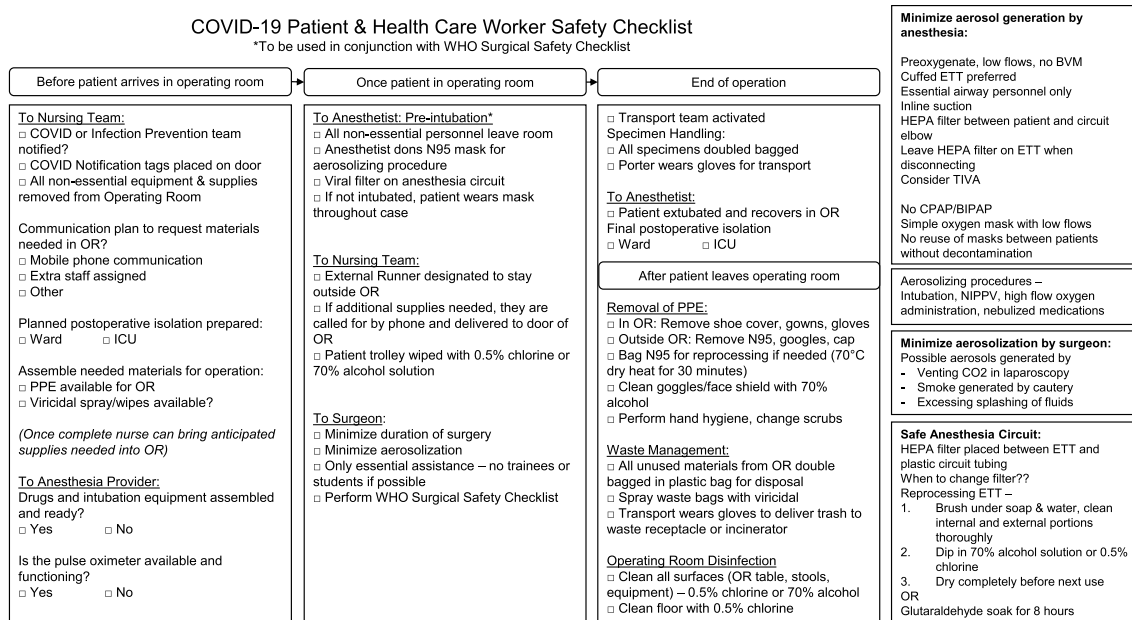 COVID-19 Patient & Health Care Worker Safety Checklist
*To be used in conjunction with WHO Surgical Safety Checklist
Before patient arrives in operating room
To Nursing Team:
□ COVID or Infection Prevention team
notified?
□ COVID Notification tags placed on door
□ All non-essential equipment & supplies
removed from Operating Room
Communication plan to request materials
needed in OR?
□ Mobile phone communication
□ Extra staff assigned
□ Other
Planned postoperative isolation prepared:
□ Ward □ ICU
Assemble needed materials for operation:
□ PPE available for OR
□ Viricidal spray/wipes available?
(Once complete nurse can bring anticipated
supplies needed into OR)
To Anesthesia Provider:
Drugs and intubation equipment assembled
and ready?
□ Yes □ No
Is the pulse oximeter available and
functioning?
□ Yes □ No
Once patient in operating room
To Anesthetist: Pre-intubation*
□ All non-essential personnel leave room
□ Anesthetist dons N95 mask for
aerosolizing procedure
□ Viral filter on anesthesia circuit
□ If not intubated, patient wears mask
throughout case
To Nursing Team:
□ External Runner designated to stay
outside OR
□ If additional supplies needed, they are
called for by phone and delivered to door of
OR
□ Patient trolley wiped with 0.5% chlorine or
70% alcohol solution
To Surgeon:
□ Minimize duration of surgery
□ Minimize aerosolization
□ Only essential assistance – no trainees or
students if possible
□ Perform WHO Surgical Safety Checklist
End of operation
□ Transport team activated
Specimen Handling:
□ All specimens doubled bagged
□ Porter wears gloves for transport
To Anesthetist:
□ Patient extubated and recovers in OR
Final postoperative isolation
□ Ward □ ICU
After patient leaves operating room
Removal of PPE:
□ In OR: Remove shoe cover, gowns, gloves
□ Outside OR: Remove N95, googles, cap
□ Bag N95 for reprocessing if needed (70°C
dry heat for 30 minutes)
□ Clean goggles/face shield with 70%
alcohol
□ Perform hand hygiene, change scrubs
Waste Management:
□ All unused materials from OR double
bagged in plastic bag for disposal
□ Spray waste bags with viricidal
□ Transport wears gloves to deliver trash to
waste receptacle or incinerator
Operating Room Disinfection
□ Clean all surfaces (OR table, stools,
equipment) – 0.5% chlorine or 70% alcohol
□ Clean floor with 0.5% chlorine
Minimize aerosol generation by
anesthesia:
Preoxygenate, low flows, no BVM
Cuffed ETT preferred
Essential airway personnel only
Inline suction
HEPA filter between patient and circuit
elbow
Leave HEPA filter on ETT when
disconnecting
Consider TIVA
No CPAP/BIPAP
Simple oxygen mask with low flows
No reuse of masks between patients
without decontamination
Aerosolizing procedures –
Intubation, NIPPV, high flow oxygen
administration, nebulized medications
Minimize aerosolization by surgeon:
Possible aerosols generated by
- Venting CO2 in laparoscopy
- Smoke generated by cautery
- Excessing splashing of fluids
Safe Anesthesia Circuit:
HEPA filter placed between ETT and
plastic circuit tubing
When to change filter??
Reprocessing ETT –
1. Brush under soap & water, clean
internal and external portions
thoroughly
2. Dip in 70% alcohol solution or 0.5%
chlorine
3. Dry completely before next use
OR
Glutaraldehyde soak for 8 hours